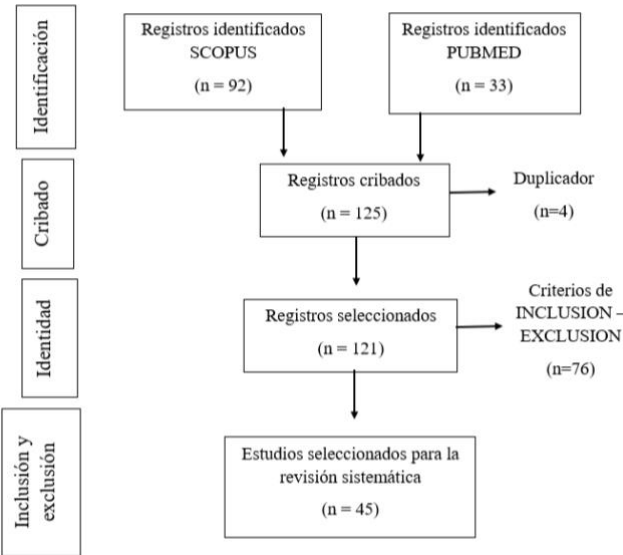 Identificación
Registros identificados
SCOPUS
(n = 92)
Registros identificados
PUBMED
(n = 33)
Cribado
Registros cribados
(n = 125)
Duplicador
(n=4)
Identidad
Registros seleccionados
(n = 121)
Criterios de
INCLUSION –
EXCLUSION
(n=76)
Inclusión y
exclusión
Estudios seleccionados para la
revisión sistemática
(n = 45)